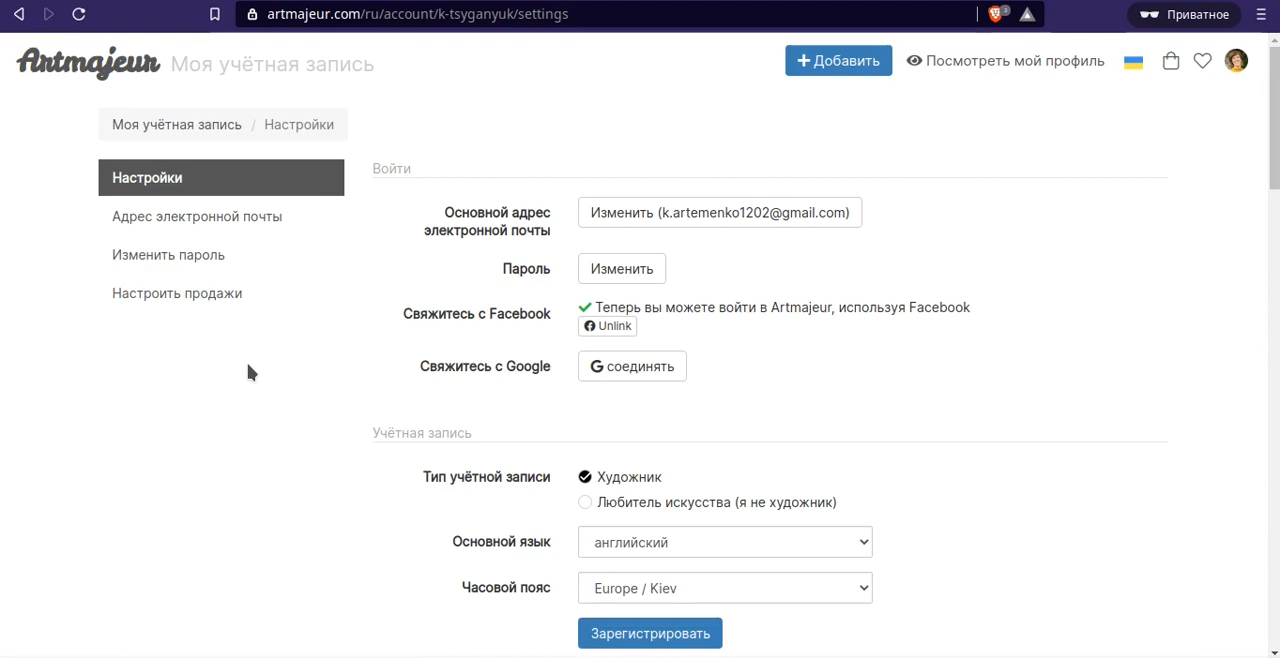 artmajeur.com/ru/account/k-tsyganyuk/settings
3
Приватное
Artmajeur
Моя учётная запись
Добавить
Посмотреть мой профиль
Моя учётная запись / Настройки
Настройки
Адрес электронной почты
Изменить пароль
Настроить продажи
Войти
Основной адрес
электронной почты
Изменить (k.artemenko1202@gmail.com)
Пароль
Изменить
Свяжитесь с Facebook
Теперь вы можете войти в Artmajeur, используя Facebook
Unlink
Свяжитесь с Google
G соединять
Учётная запись
Тип учётной записи
Художник
Любитель искусства (я не художник)
Основной язык
английский
Часовой пояс
Europe / Kiev
Зарегистрировать